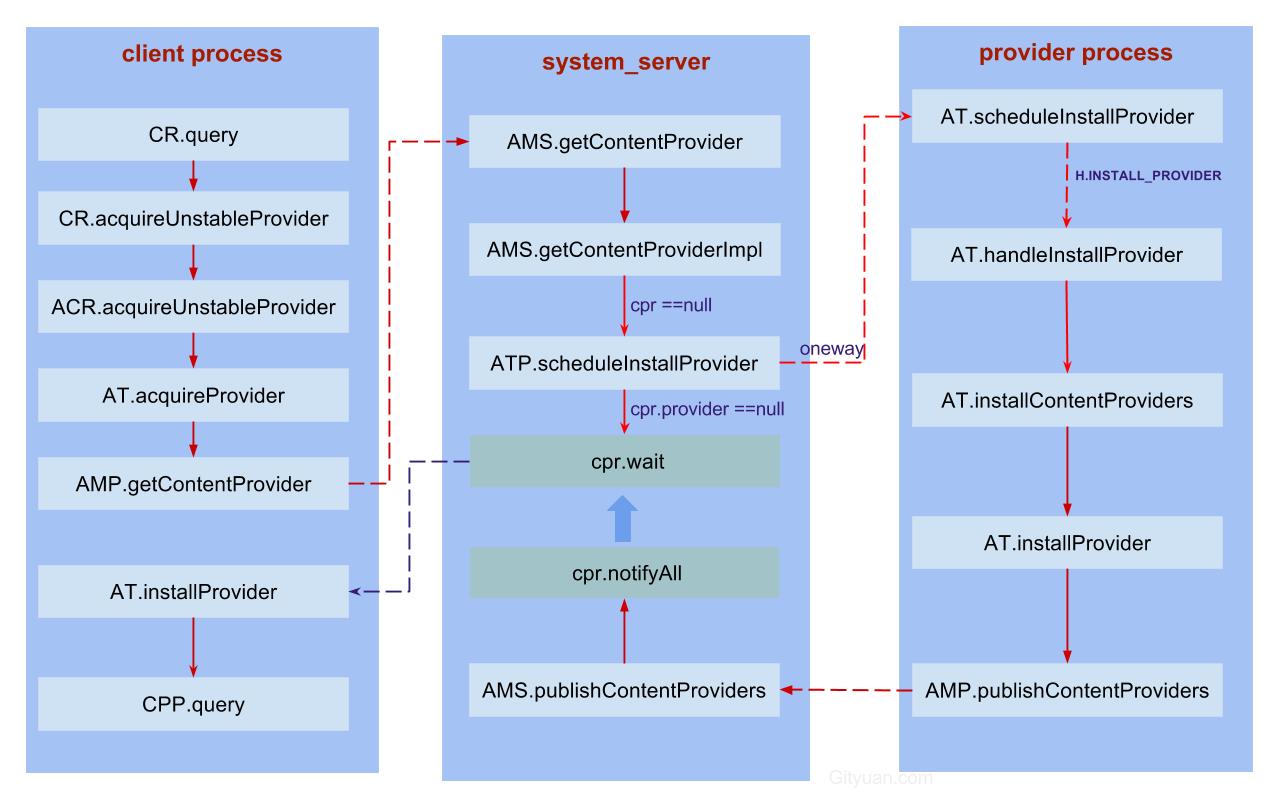 client process
CR.query
CR.acquireUnstableProvider
ACR.acquireUnstableProvider
AT.acquireProvider
AMP.getContentProvider
AT.installProvider
CPP.query
system_server
AMS.getContentProvider
AMS.getContentProviderImpl
cpr ==null
ATP.scheduleInstallProvider
oneway
cpr.provider ==null
cpr.wait
cpr.notifyAll
AMS.publishContentProviders
provider process
AT.scheduleInstallProvider
H.INSTALL_PROVIDER
AT.handleInstallProvider
AT.installContentProviders
AT.installProvider
AMP.publishContentProviders
Gityuan.com